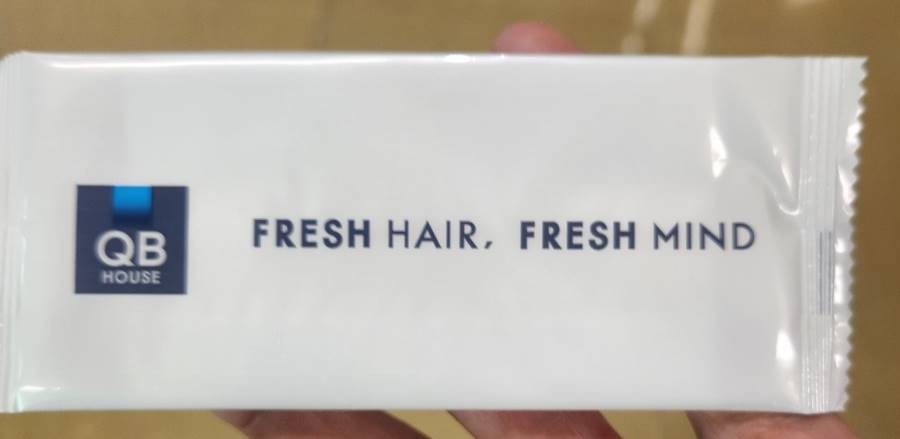 QB
HOUSE
FRESH HAIR, FRESH MIND